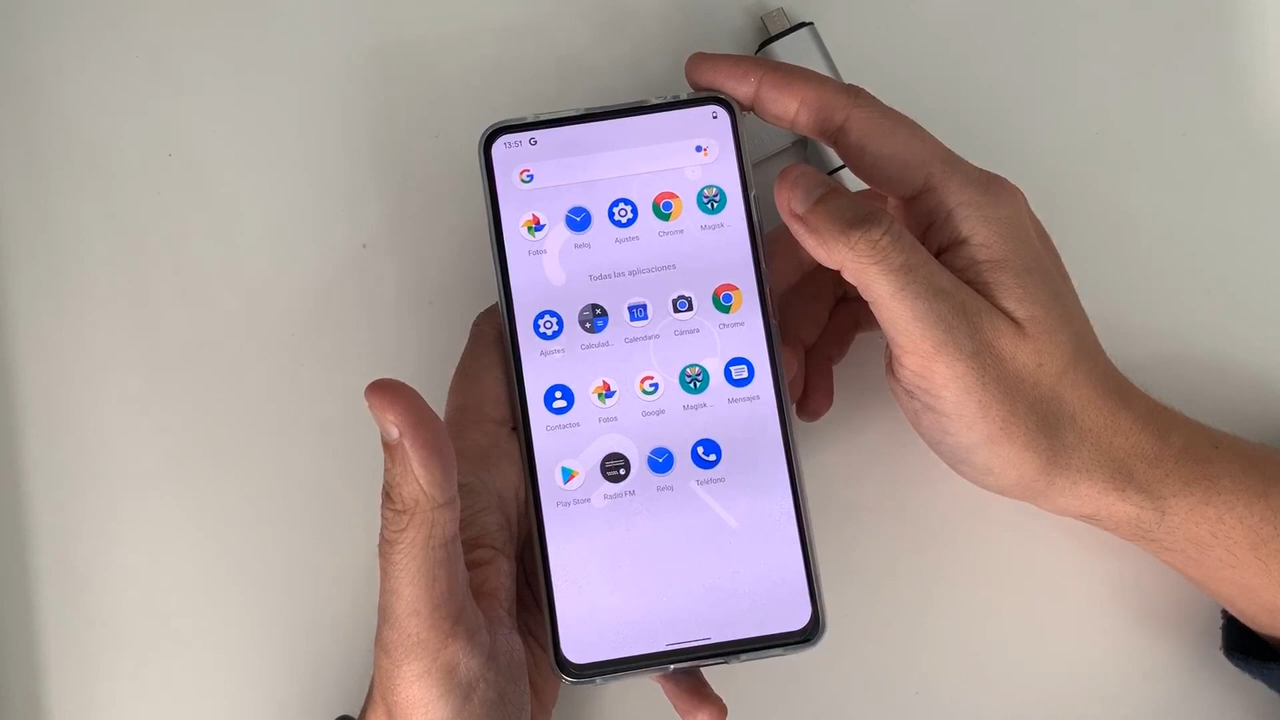 13:51 G
G
Fotos Reloj Ajustes Chrome Magisk ...
Todas las aplicaciones
Ajustes Calculad... Calendario Cámara Chrome
10
Contactos Fotos Google Magisk ... Mensajes
Play Store Radio FM Reloj Teléfono